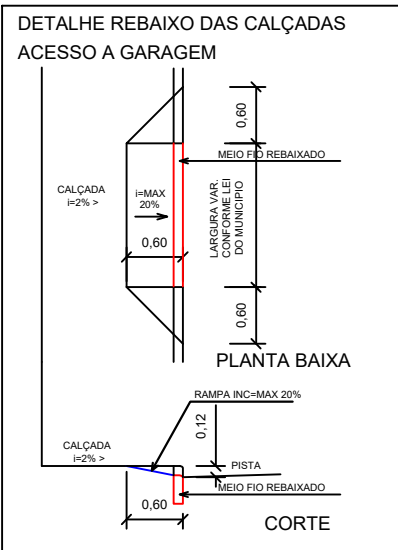 DETALHE REBAIXO DAS CALÇADAS
ACESSO A GARAGEM
0,60
MEIO FIO REBAIXADO
CALÇADA
i=2% >
i=MAX
20%
LARGURA VAR.
CONFORME LEI
DO MUNICIPIO
0,60
0,60
PLANTA BAIXA
RAMPA INC=MAX 20%
0,12
CALÇADA
i=2% >
PISTA
MEIO FIO REBAIXADO
0,60
CORTE